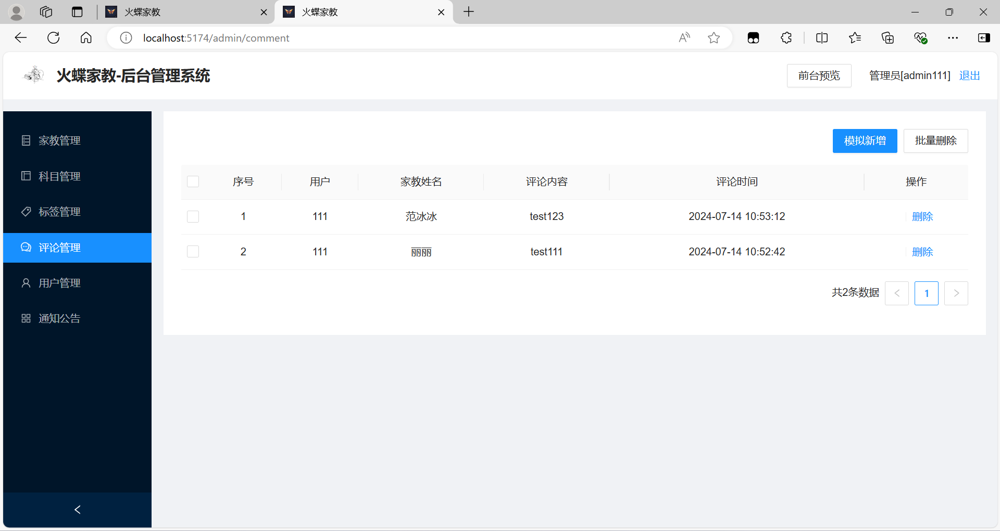 火蝶家教
火蝶家教
localhost:5174/admin/comment
火蝶家教-后台管理系统
前台预览
管理员[admin111]
退出
家教管理
科目管理
标签管理
评论管理
用户管理
通知公告
模拟新增
批量删除
序号 用户 家教姓名 评论内容 评论时间 操作
1 111 范冰冰 test123 2024-07-14 10:53:12 删除
2 111 丽丽 test111 2024-07-14 10:52:42 删除
共2条数据 < 1 >